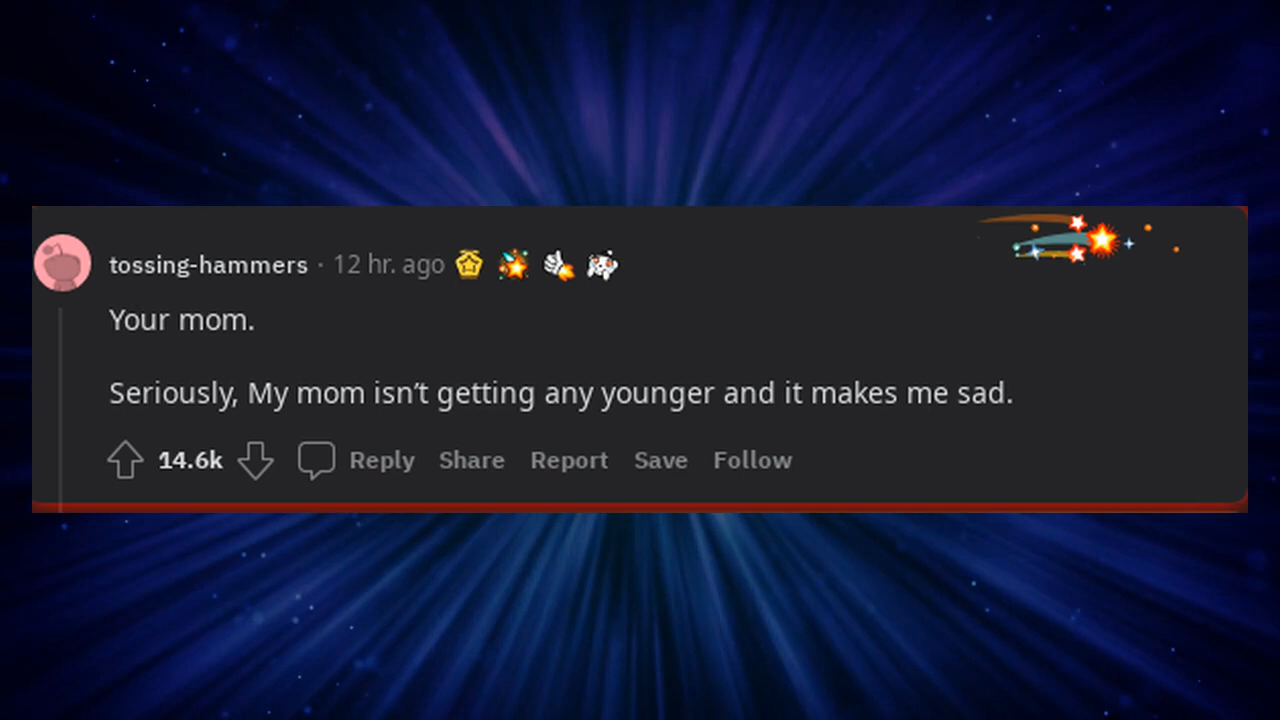 tossing-hammers · 12 hr. ago
Your mom.
Seriously, My mom isn’t getting any younger and it makes me sad.
14.6k Reply Share Report Save Follow